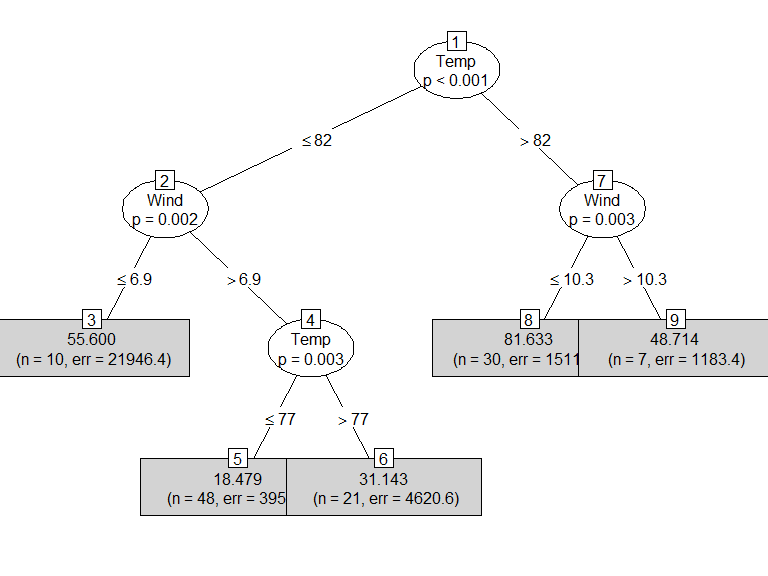 1
Temp
p < 0.001
≤ 82
> 82
2
Wind
p = 0.002
7
Wind
p = 0.003
≤ 6.9
> 6.9
≤ 10.3
> 10.3
3
55.600
(n = 10, err = 21946.4)
4
Temp
p = 0.003
8
81.633
(n = 30, err = 1511
9
48.714
(n = 7, err = 1183.4)
≤ 77
> 77
5
18.479
(n = 48, err = 395
6
31.143
(n = 21, err = 4620.6)